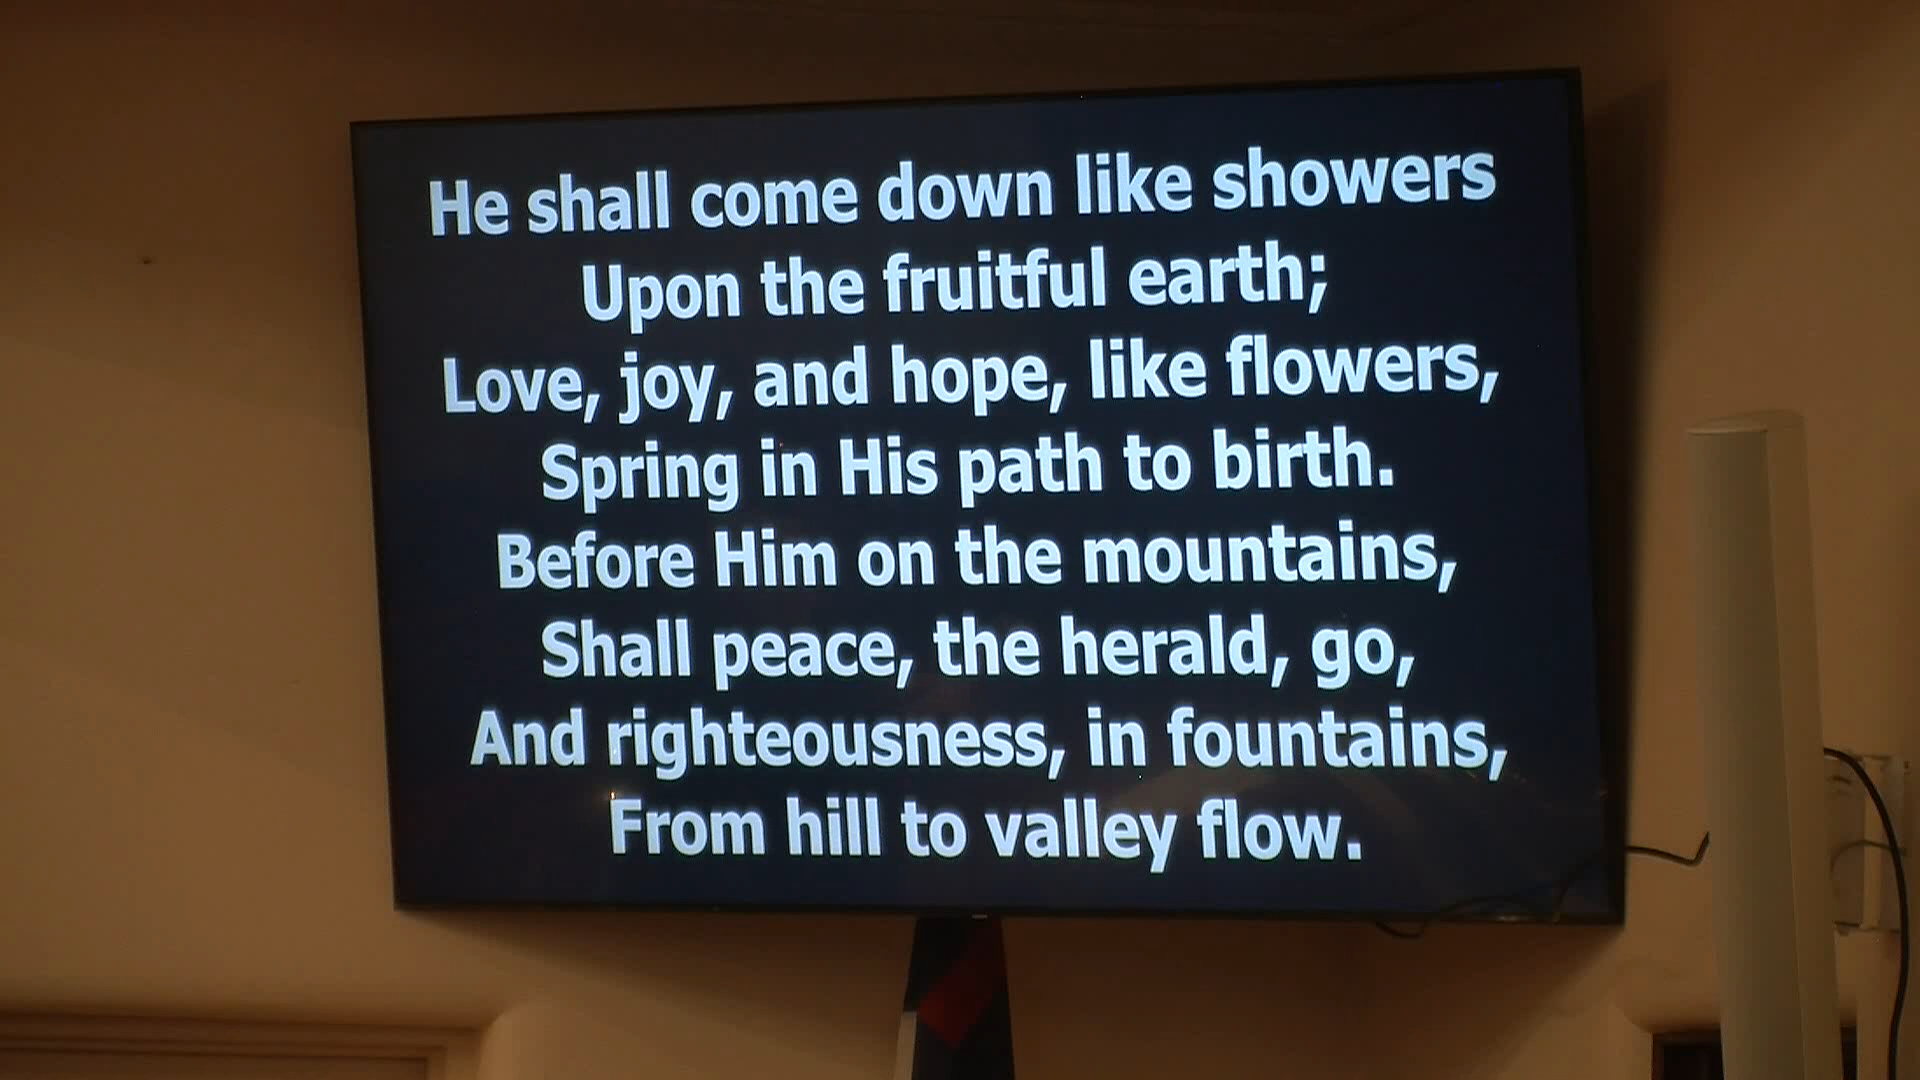 He shall come down like showers
Upon the fruitful earth;
Love, joy, and hope, like flowers,
Spring in His path to birth.
Before Him on the mountains,
Shall peace, the herald, go,
And righteousness, in fountains,
From hill to valley flow.